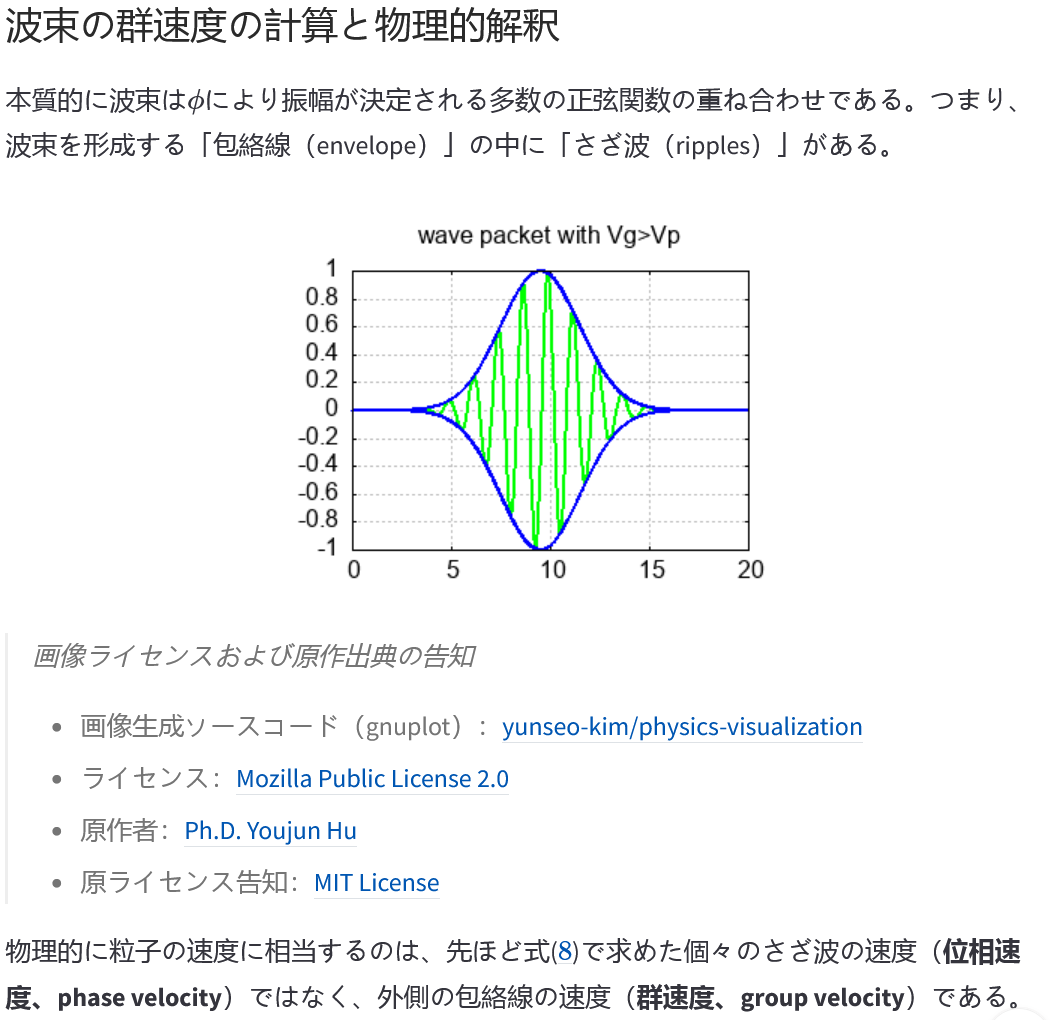 波束の群速度の計算と物理的解釈
本質的に波束はϕにより振幅が決定される多数の正弦関数の重ね合わせである。つまり、
波束を形成する「包絡線（envelope）」の中に「さざ波（ripples）」がある。
wave packet with Vg>Vp
1
0.8
0.6
0.4
0.2
0
-0.2
-0.4
-0.6
-0.8
-1
0 5 10 15 20
画像ライセンスおよび原作出典の告知
• 画像生成ソースコード（gnuplot）：yunseo-kim/physics-visualization
• ライセンス：Mozilla Public License 2.0
• 原作者：Ph.D. Youjun Hu
• 原ライセンス告知：MIT License
物理的に粒子の速度に相当するのは、先ほど式(8)で求めた個々のさざ波の速度（位相速
度、phase velocity）ではなく、外側の包絡線の速度（群速度、group velocity）である。